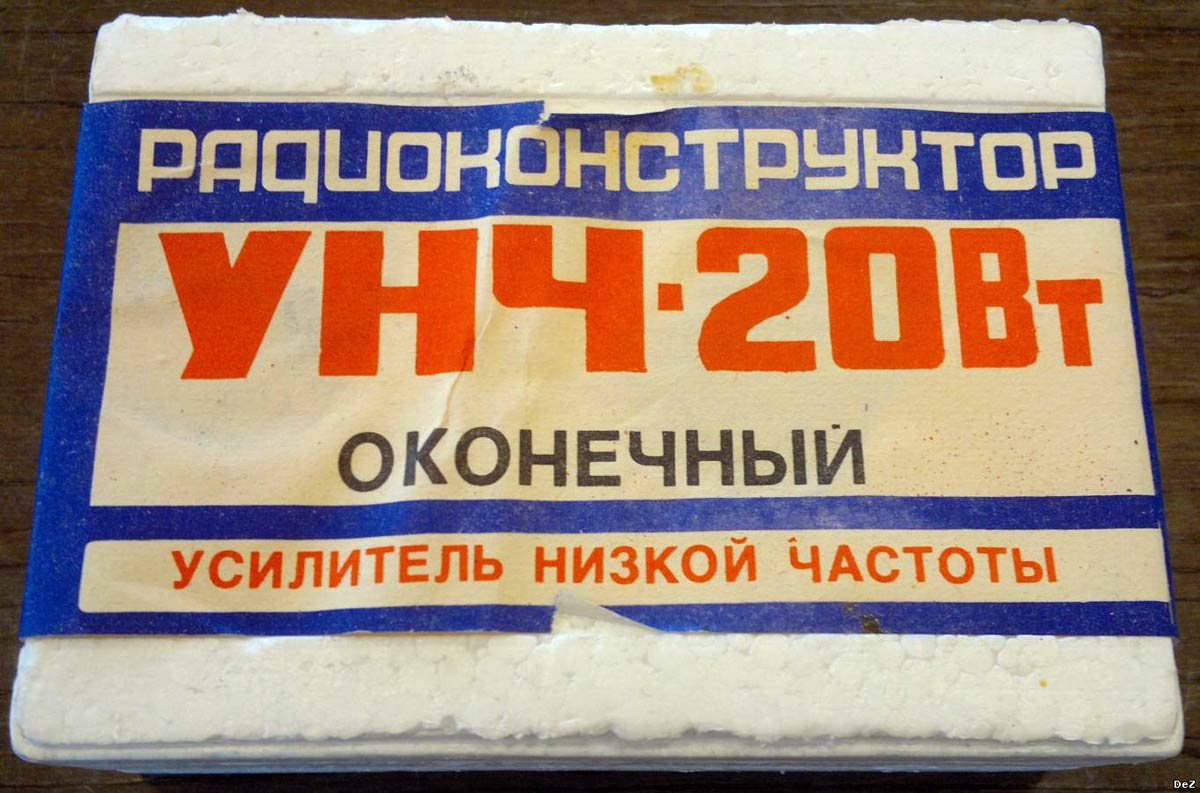 РАДИОКОНСТРУКТОР
УНЧ-20Вт
ОКОНЕЧНЫЙ
УСИЛИТЕЛЬ НИЗКОЙ ЧАСТОТЫ
DeZ